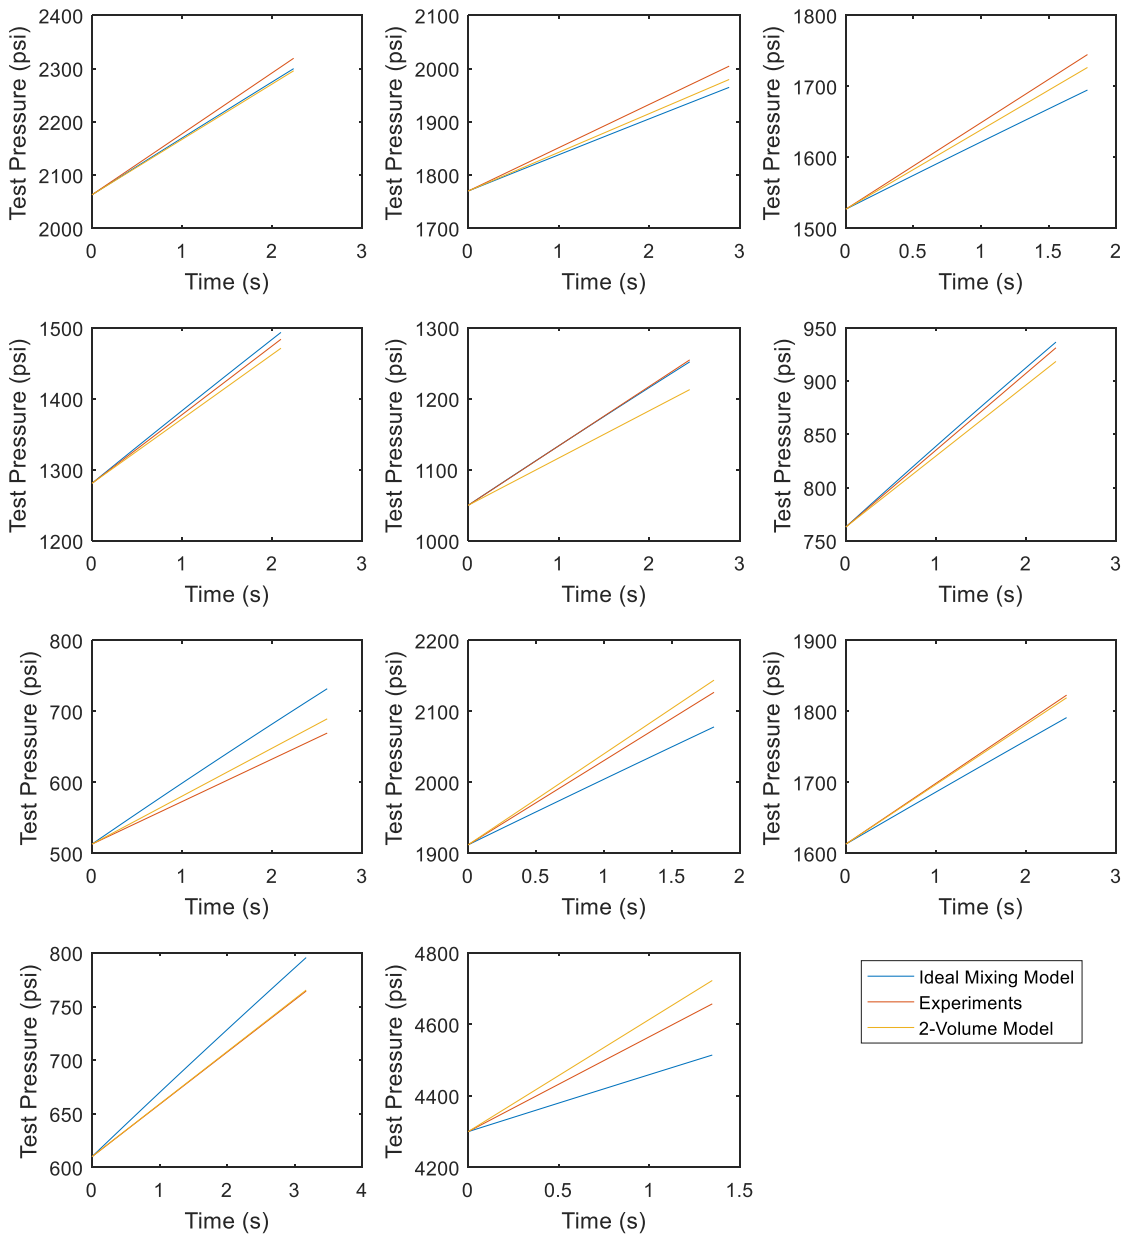 2400
2300
2200
2100
2000
Test Pressure (psi)
0 1 2 3
Time (s)
2100
2000
1900
1800
1700
Test Pressure (psi)
0 1 2 3
Time (s)
1800
1700
1600
1500
Test Pressure (psi)
0 0.5 1 1.5 2
Time (s)
1500
1400
1300
1200
Test Pressure (psi)
0 1 2 3
Time (s)
1300
1200
1100
1000
Test Pressure (psi)
0 1 2 3
Time (s)
950
900
850
800
750
Test Pressure (psi)
0 1 2 3
Time (s)
800
700
600
500
Test Pressure (psi)
0 1 2 3
Time (s)
2200
2100
2000
1900
Test Pressure (psi)
0 0.5 1 1.5 2
Time (s)
1900
1800
1700
1600
Test Pressure (psi)
0 1 2 3
Time (s)
800
750
700
650
600
Test Pressure (psi)
0 1 2 3 4
Time (s)
4800
4600
4400
4200
Test Pressure (psi)
0 0.5 1 1.5
Time (s)
Ideal Mixing Model
Experiments
2-Volume Model